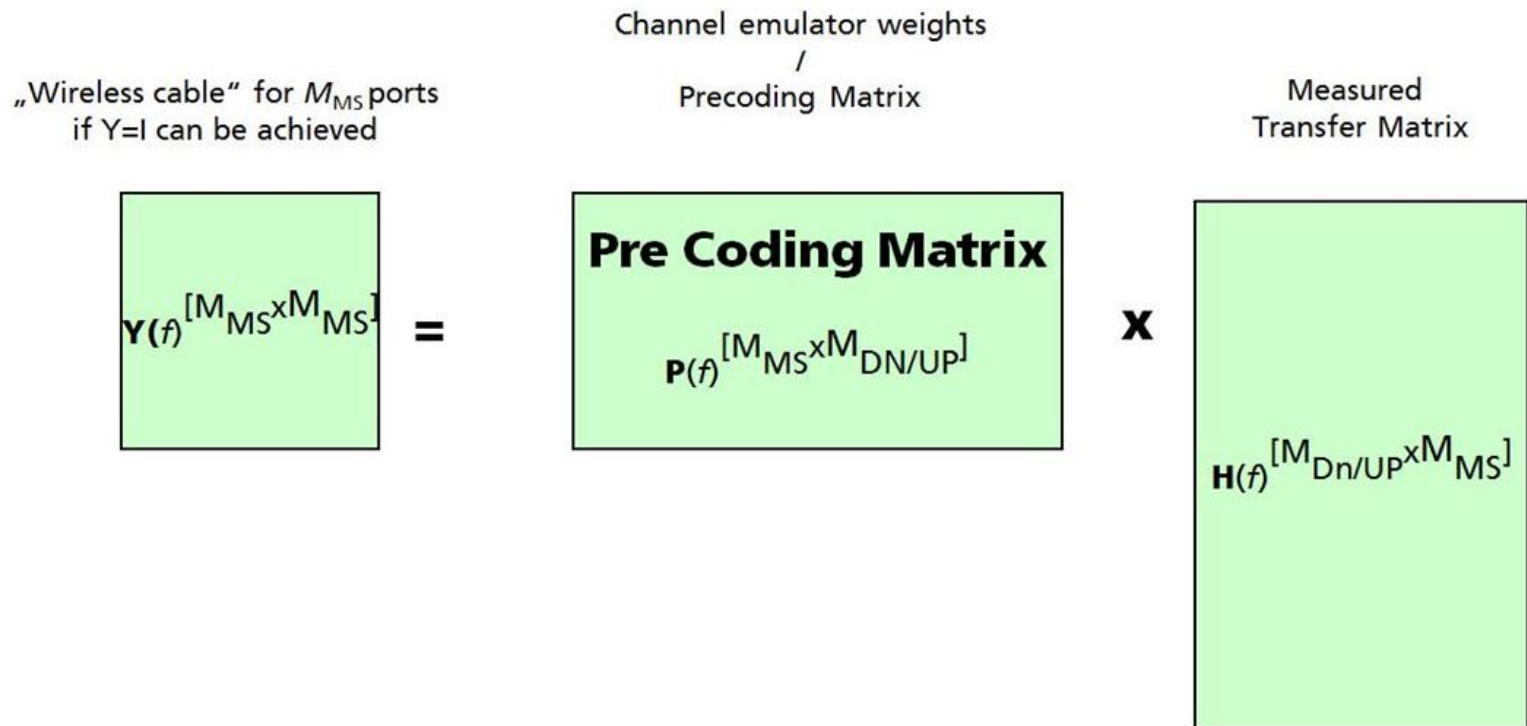 Channel emulator weights
/
Precoding Matrix
„Wireless cable“ for MMS ports
if Y=I can be achieved
Measured
Transfer Matrix
Pre Coding Matrix
Y(f)[MMSxMMS]
=
P(f)[MMSxMDN/UP]
x
H(f)[MDn/UPxMMS]